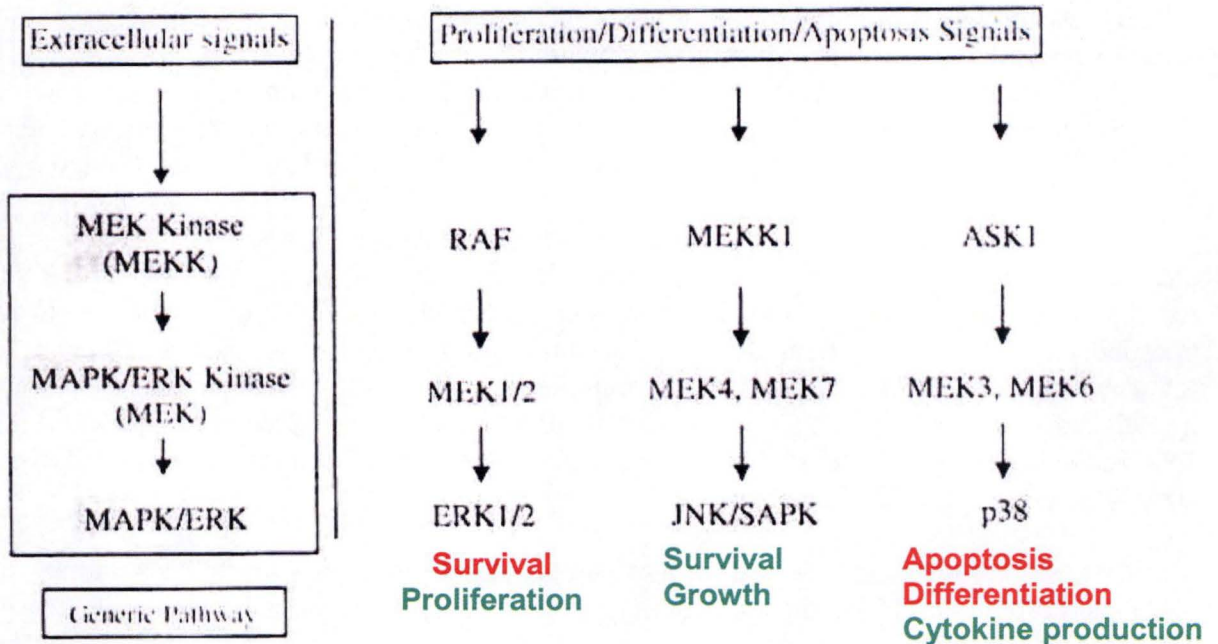 Extracellular signals
MEK Kinase
(MEKK)
MAPK/ERK Kinase
(MEK)
MAPK/ERK
Generic Pathway
Proliferation/Differentiation/Apoptosis Signals
RAF
MEKK1
ASK1
MEK1/2
MEK4, MEK7
MEK3, MEK6
ERK1/2
JNK/SAPK
p38
Survival
Proliferation
Survival
Growth
Apoptosis
Differentiation
Cytokine production